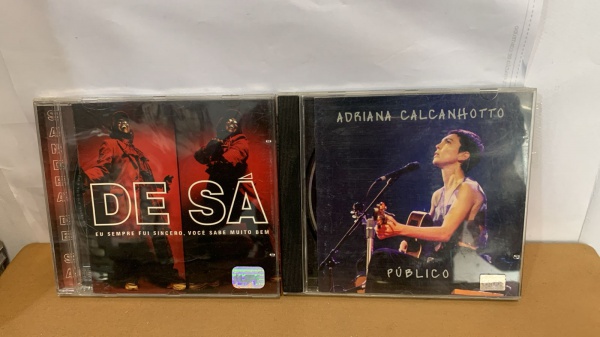 SANDRA DE SÁ
DE SÁ
EU SEMPRE FUI SINCERO, VOCÊ SABE MUITO BEM
ADRIANA CALCANHOTTO
PÚBLICO